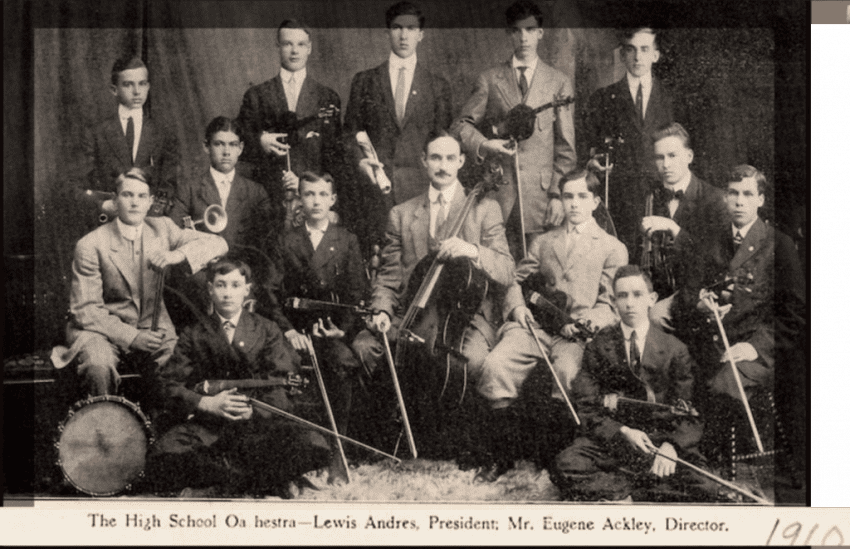 The High School Oa hestra—Lewis Andres, President; Mr. Eugene Ackley, Director.
1910